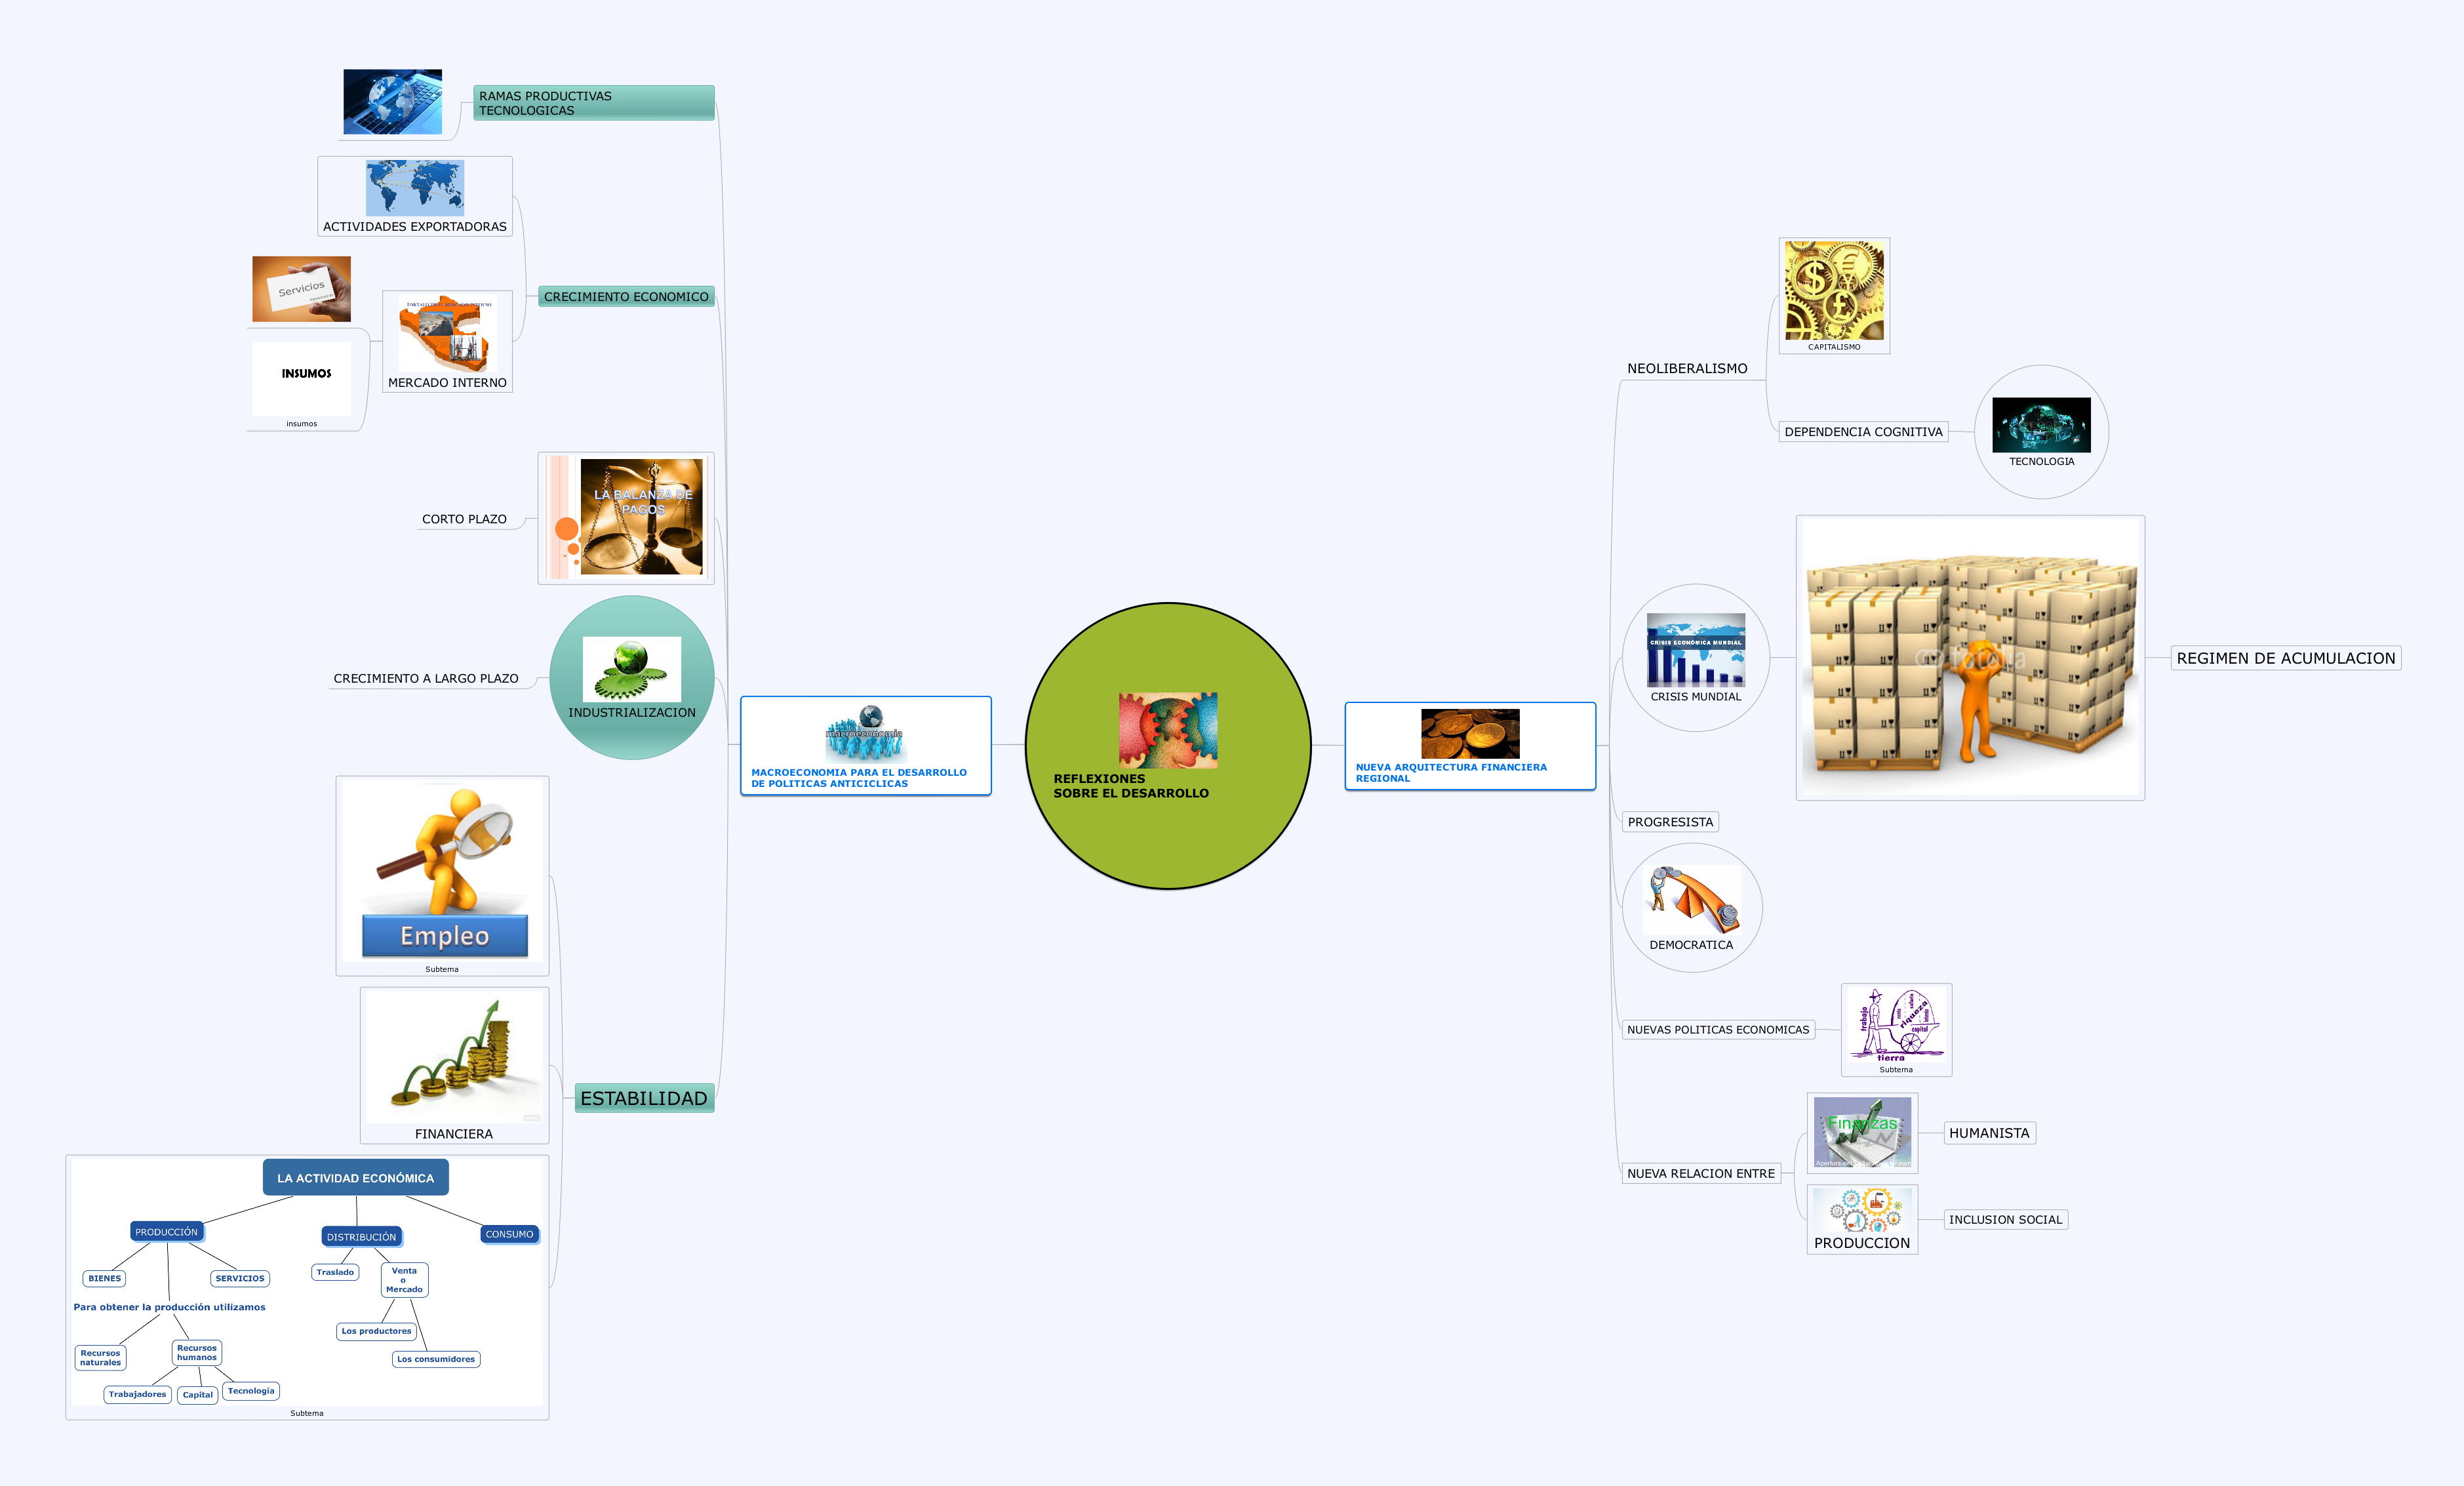 RAMAS PRODUCTIVAS
TECNOLOGICAS
ACTIVIDADES EXPORTADORAS
CRECIMIENTO ECONOMICO
Servicios
MERCADO INTERNO
INSUMOS
insumos
LA BALANZA DE
PAGOS
CORTO PLAZO
INDUSTRIALIZACION
CRECIMIENTO A LARGO PLAZO
macroeconomia
MACROECONOMIA PARA EL DESARROLLO
DE POLITICAS ANTICICLICAS
Empleo
Subtema
FINANCIERA
ESTABILIDAD
LA ACTIVIDAD ECONÓMICA
PRODUCCIÓN
DISTRIBUCIÓN
CONSUMO
BIENES
SERVICIOS
Traslado
Venta
o
Mercado
Para obtener la producción utilizamos
Los productores
Recursos
naturales
Recursos
humanos
Los consumidores
Trabajadores
Capital
Tecnología
Subtema
REFLEXIONES
SOBRE EL DESARROLLO
NUEVA ARQUITECTURA FINANCIERA
REGIONAL
NEOLIBERALISMO
CAPITALISMO
DEPENDENCIA COGNITIVA
TECNOLOGIA
CRISIS ECONÓMICA MUNDIAL
CRISIS MUNDIAL
fotolia
REGIMEN DE ACUMULACION
PROGRESISTA
DEMOCRATICA
NUEVAS POLITICAS ECONOMICAS
trabajo
renta
riqueza
salario
interés
capital
tierra
Subtema
NUEVA RELACION ENTRE
Finanzas
HUMANISTA
PRODUCCION
INCLUSION SOCIAL